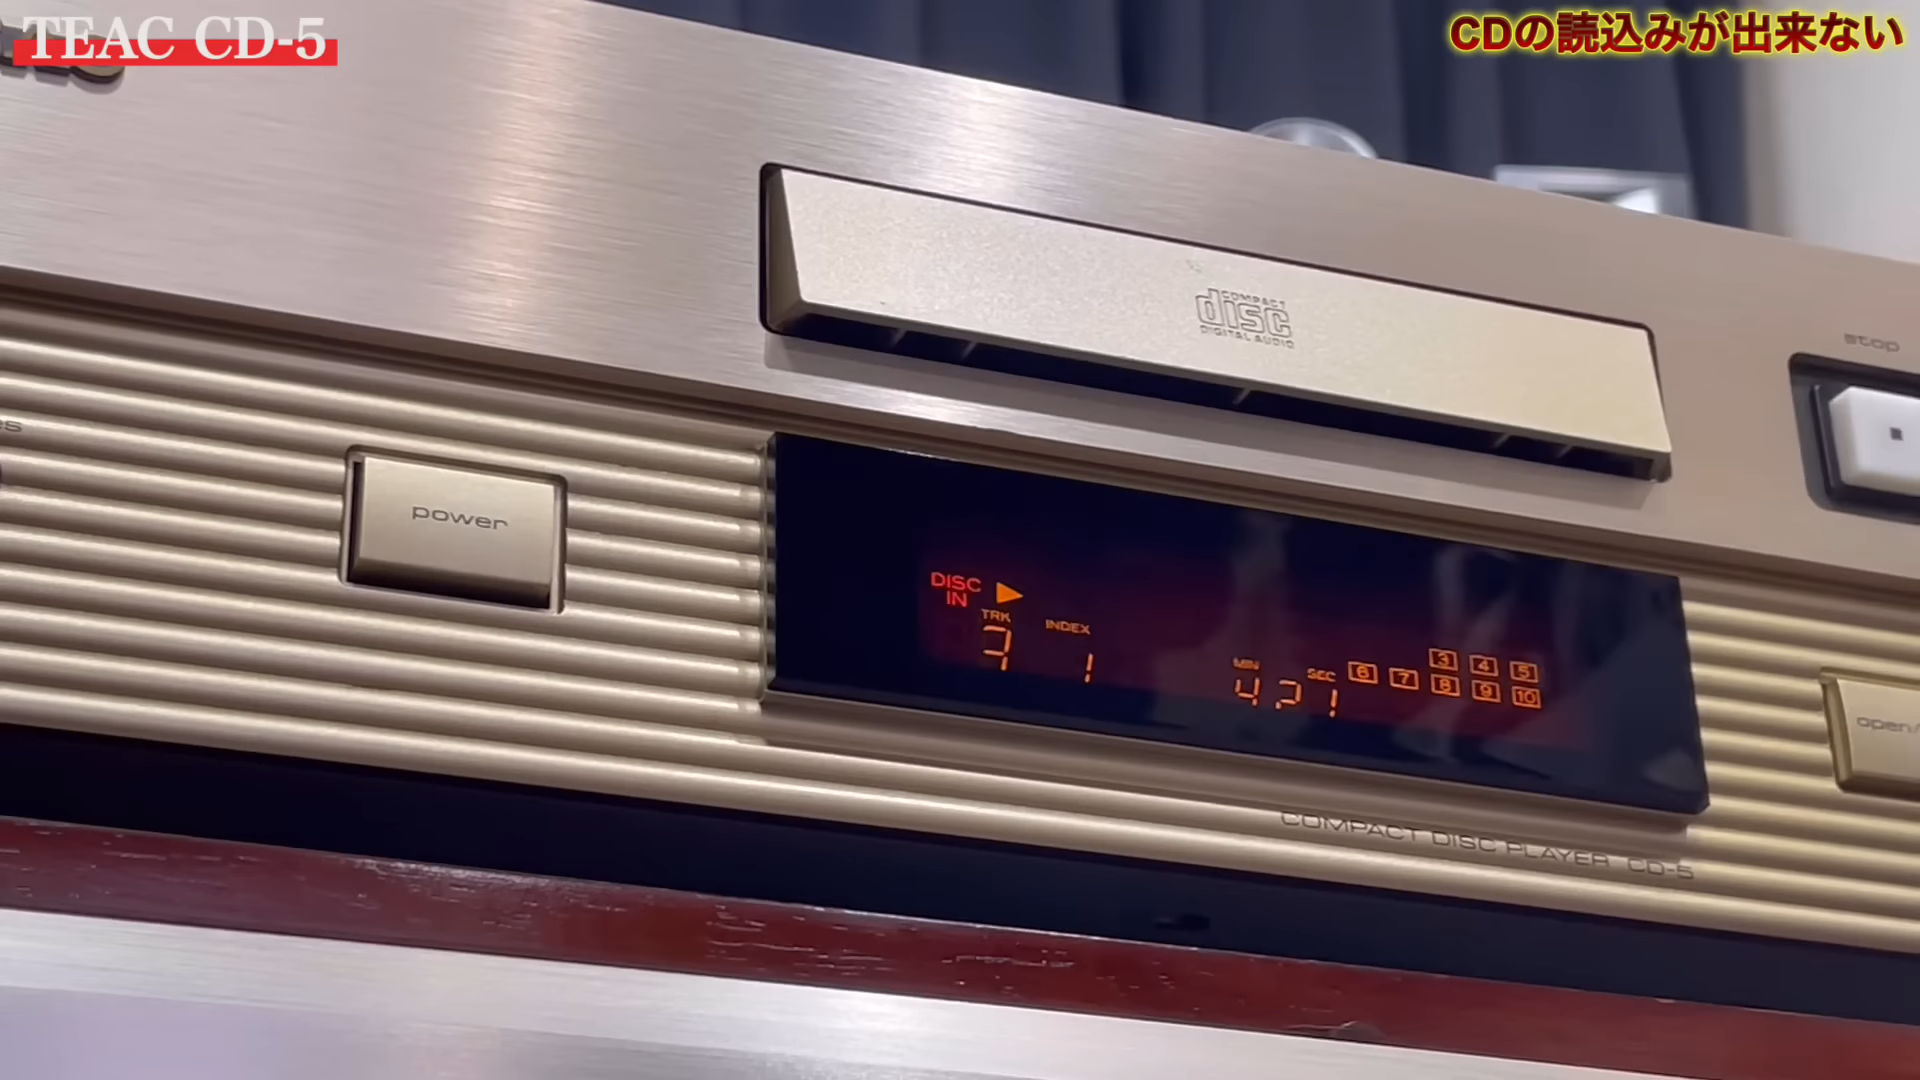 TEAC CD-5
CDの読込みが出来ない
COMPACT
disc
DIGITAL AUDIO
stop
power
DISC
IN
TRK
INDEX
3
1
MIN
SEC
4 21
3 4 5
6 7 8 9 10
open/
COMPACT DISC PLAYER CD-5